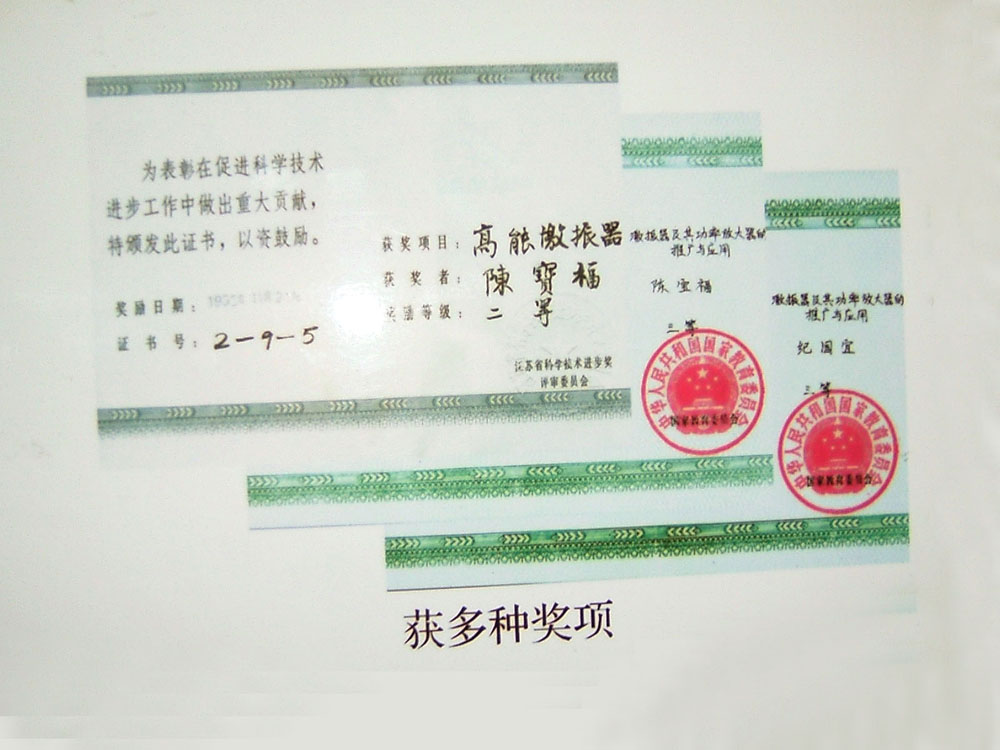 为表彰在促进科学技术
进步工作中做出重大贡献，
特颁发此证书，以资鼓励。
奖励日期：
证书号：2-9-5
获奖项目：高能激振器
获奖者：陳寶福
奖励等级：二等
江苏省科学技术进步奖
评审委员会
激振器及其功率放大器的
推广与应用
陈宝福
三等
中华人民共和国国家教育委员会
国家教育委员会
激振器及其功率放大器的
推广与应用
纪国宜
三等
中华人民共和国国家教育委员会
国家教育委员会
获多种奖项